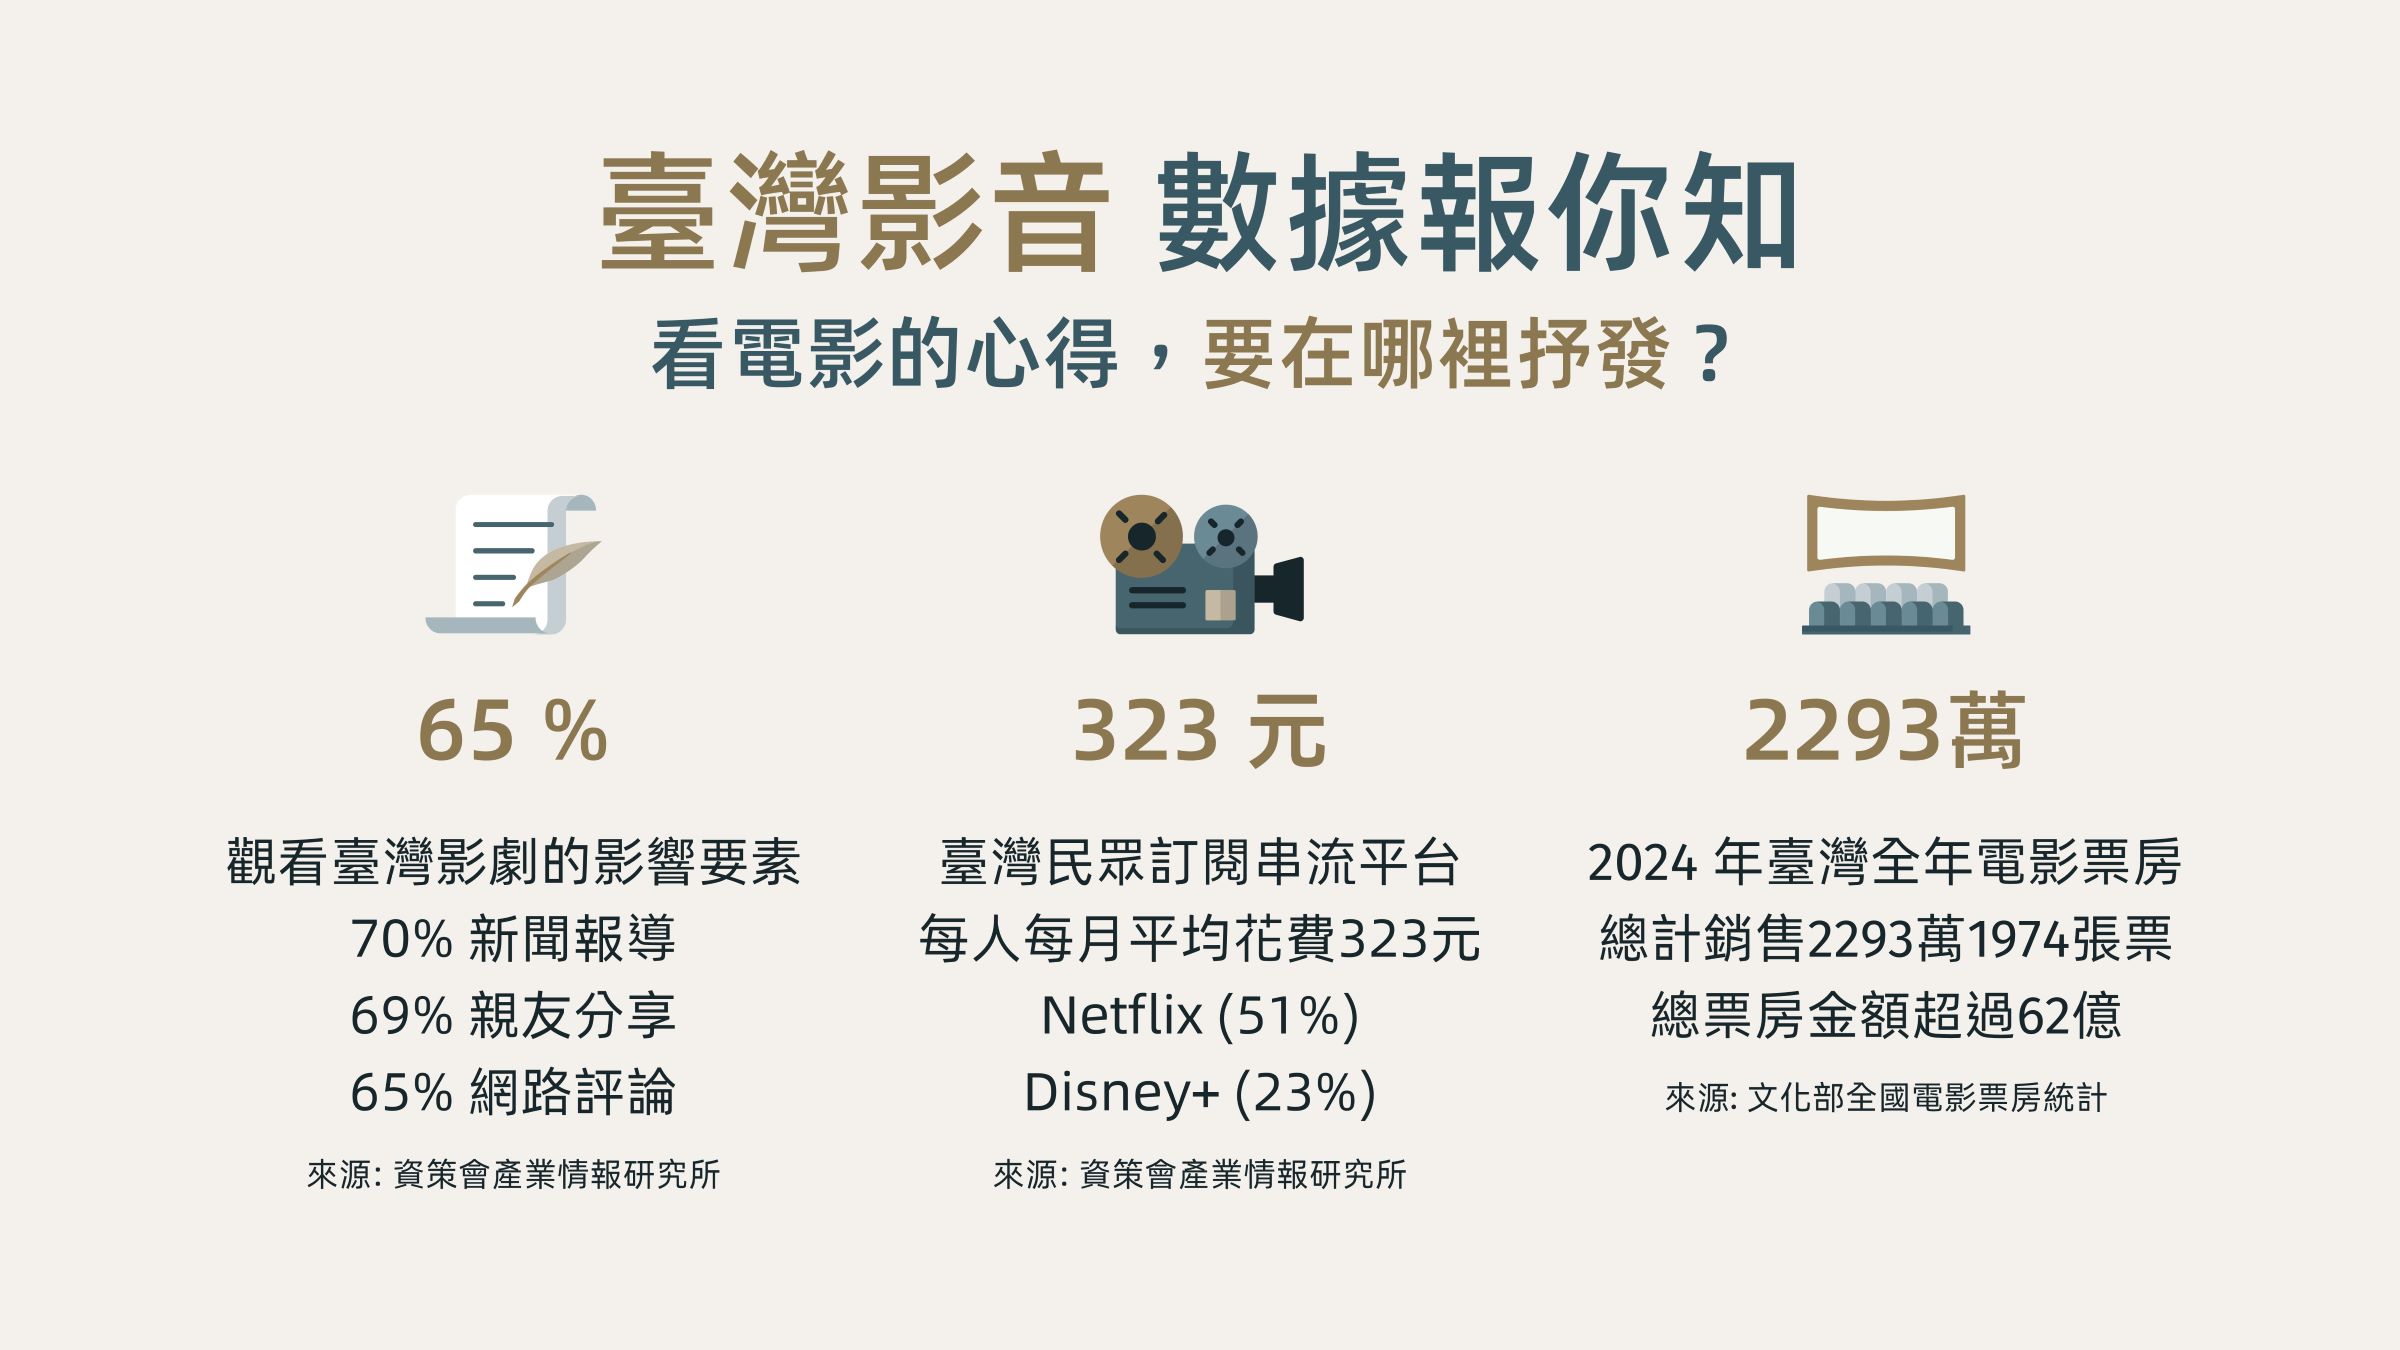 臺灣影音 數據報你知
看電影的心得，要在哪裡抒發？
65 %
觀看臺灣影劇的影響要素
70% 新聞報導
69% 親友分享
65% 網路評論
來源: 資策會產業情報研究所
323 元
臺灣民眾訂閱串流平台
每人每月平均花費323元
Netflix (51%)
Disney+ (23%)
來源: 資策會產業情報研究所
2293萬
2024 年臺灣全年電影票房
總計銷售2293萬1974張票
總票房金額超過62億
來源: 文化部全國電影票房統計